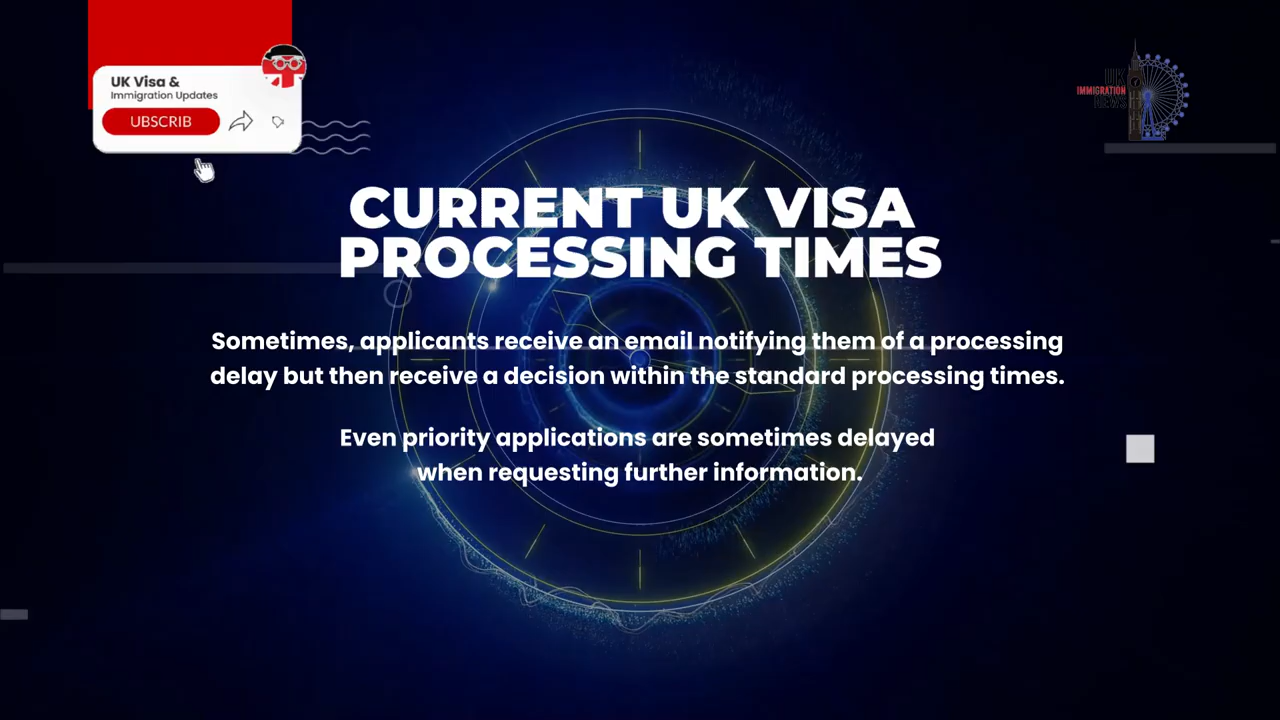 UK Visa &
Immigration Updates
UBSCRIB
UK
IMMIGRATION
NEWS
CURRENT UK VISA
PROCESSING TIMES
Sometimes, applicants receive an email notifying them of a processing
delay but then receive a decision within the standard processing times.
Even priority applications are sometimes delayed
when requesting further information.